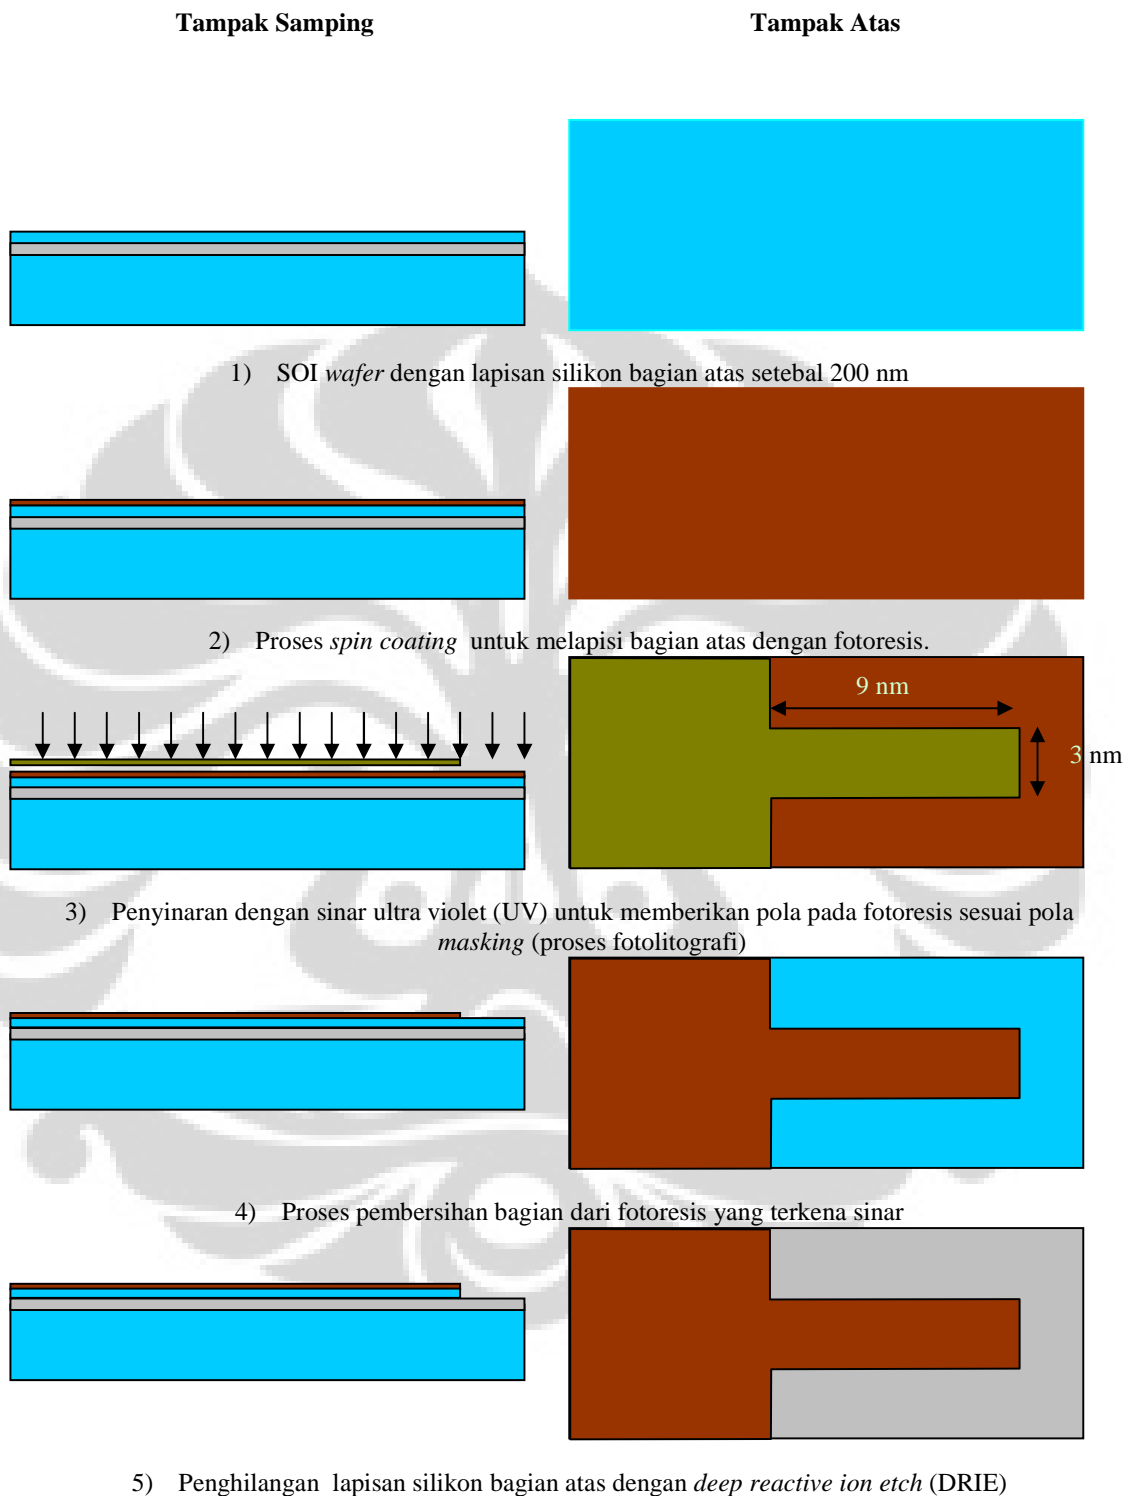 Tampak Samping Tampak Atas
1) SOI wafer dengan lapisan silikon bagian atas setebal 200 nm
2) Proses spin coating untuk melapisi bagian atas dengan fotoresis.
9 nm
3 nm
3) Penyinaran dengan sinar ultra violet (UV) untuk memberikan pola pada fotoresis sesuai pola
masking (proses fotolitografi)
4) Proses pembersihan bagian dari fotoresis yang terkena sinar
5) Penghilangan lapisan silikon bagian atas dengan deep reactive ion etch (DRIE)